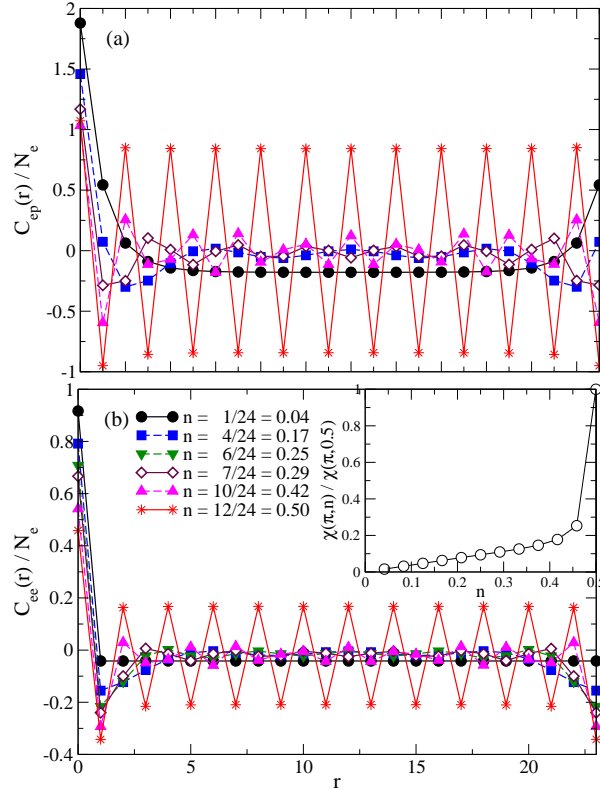 2
(a)
1.5
1
0.5
0
-0.5
-1
C_ep(r) / N_e
1
(b)
n = 1/24 = 0.04
n = 4/24 = 0.17
n = 6/24 = 0.25
n = 7/24 = 0.29
n = 10/24 = 0.42
n = 12/24 = 0.50
0.8
0.6
0.4
0.2
0
-0.2
-0.4
C_ee(r) / N_e
0 5 10 15 20
r
1
0.8
0.6
0.4
0.2
0
χ(π,n) / χ(π,0.5)
0 0.1 0.2 0.3 0.4 0.5
n